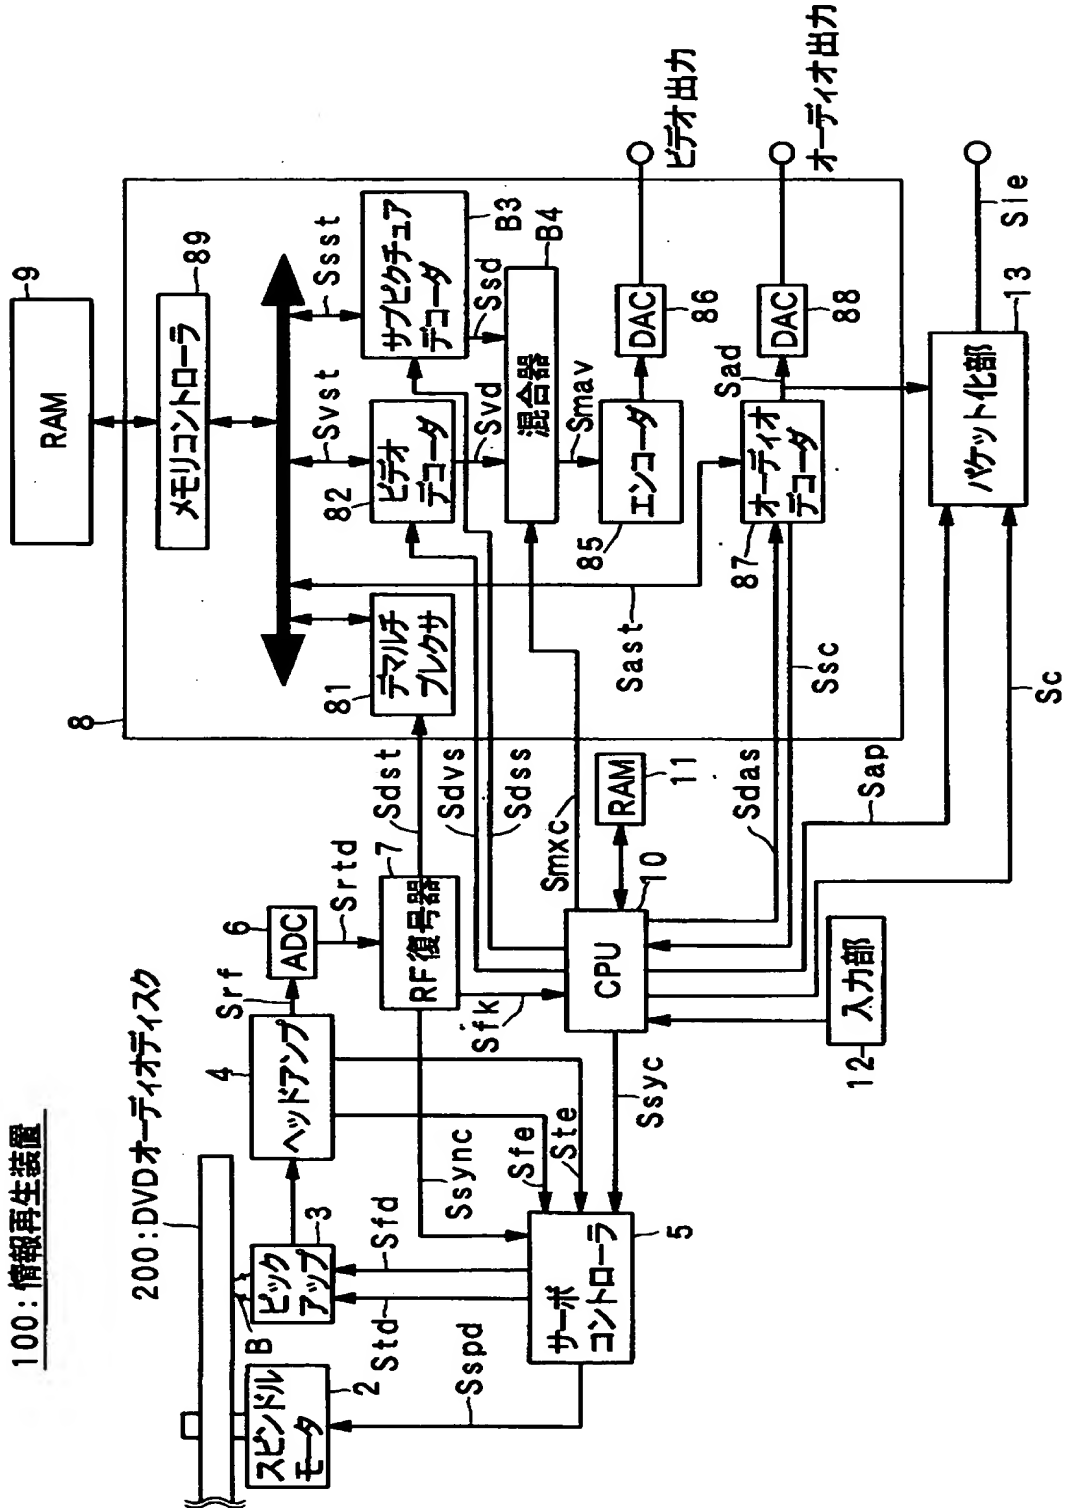 100:情報再生装置
200:DVDオーディオディスク
スピンドル
モータ
2
B
ピック
アップ
3
ヘッドアンプ
4
Srf
ADC
6
Srtd
RF復号器
7
Sdst
Sdvs
Sdss
Std
Sfd
Ssync
Sfe
Ste
Sfk
Sspd
サーボ
コントローラ
5
Ssyc
CPU
10
RAM
11
Smxc
入力部
12
Sdas
Ssc
Sap
Sc
8
RAM
9
メモリコントローラ
89
デマルチ
プレクサ
81
Svst
ビデオ
デコーダ
82
Svd
Ssst
サブピクチュア
デコーダ
B3
Ssd
混合器
B4
Smav
エンコーダ
85
DAC
86
ビデオ出力
Sast
オーディオ
デコーダ
87
Sad
DAC
88
オーディオ出力
パケット化部
13
Sie